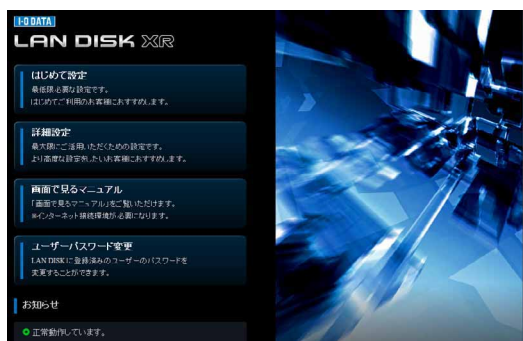 I-O DATA
LAN DISK XR
はじめて設定
最低限必要な設定です。
はじめてご利用のお客様におすすめします。
詳細設定
最大限にご活用いただくための設定です。
より高度な設定をしたいお客様におすすめします。
画面で見るマニュアル
「画面で見るマニュアル」をご覧いただけます。
※インターネット接続環境が必要になります。
ユーザーパスワード変更
LAN DISKに登録済みのユーザーのパスワードを
変更することができます。
お知らせ
正常動作しています。